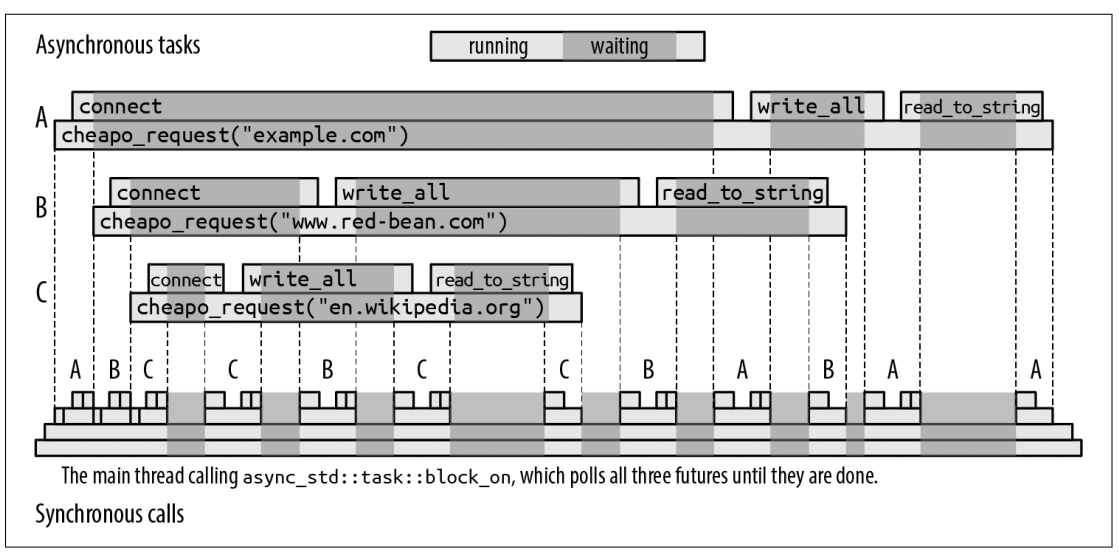 Asynchronous tasks
running waiting
A
connect write_all read_to_string
cheapo_request("example.com")
B
connect write_all read_to_string
cheapo_request("www.red-bean.com")
C
connect write_all read_to_string
cheapo_request("en.wikipedia.org")
A B C C B C C B A B A A
The main thread calling async_std::task::block_on, which polls all three futures until they are done.
Synchronous calls